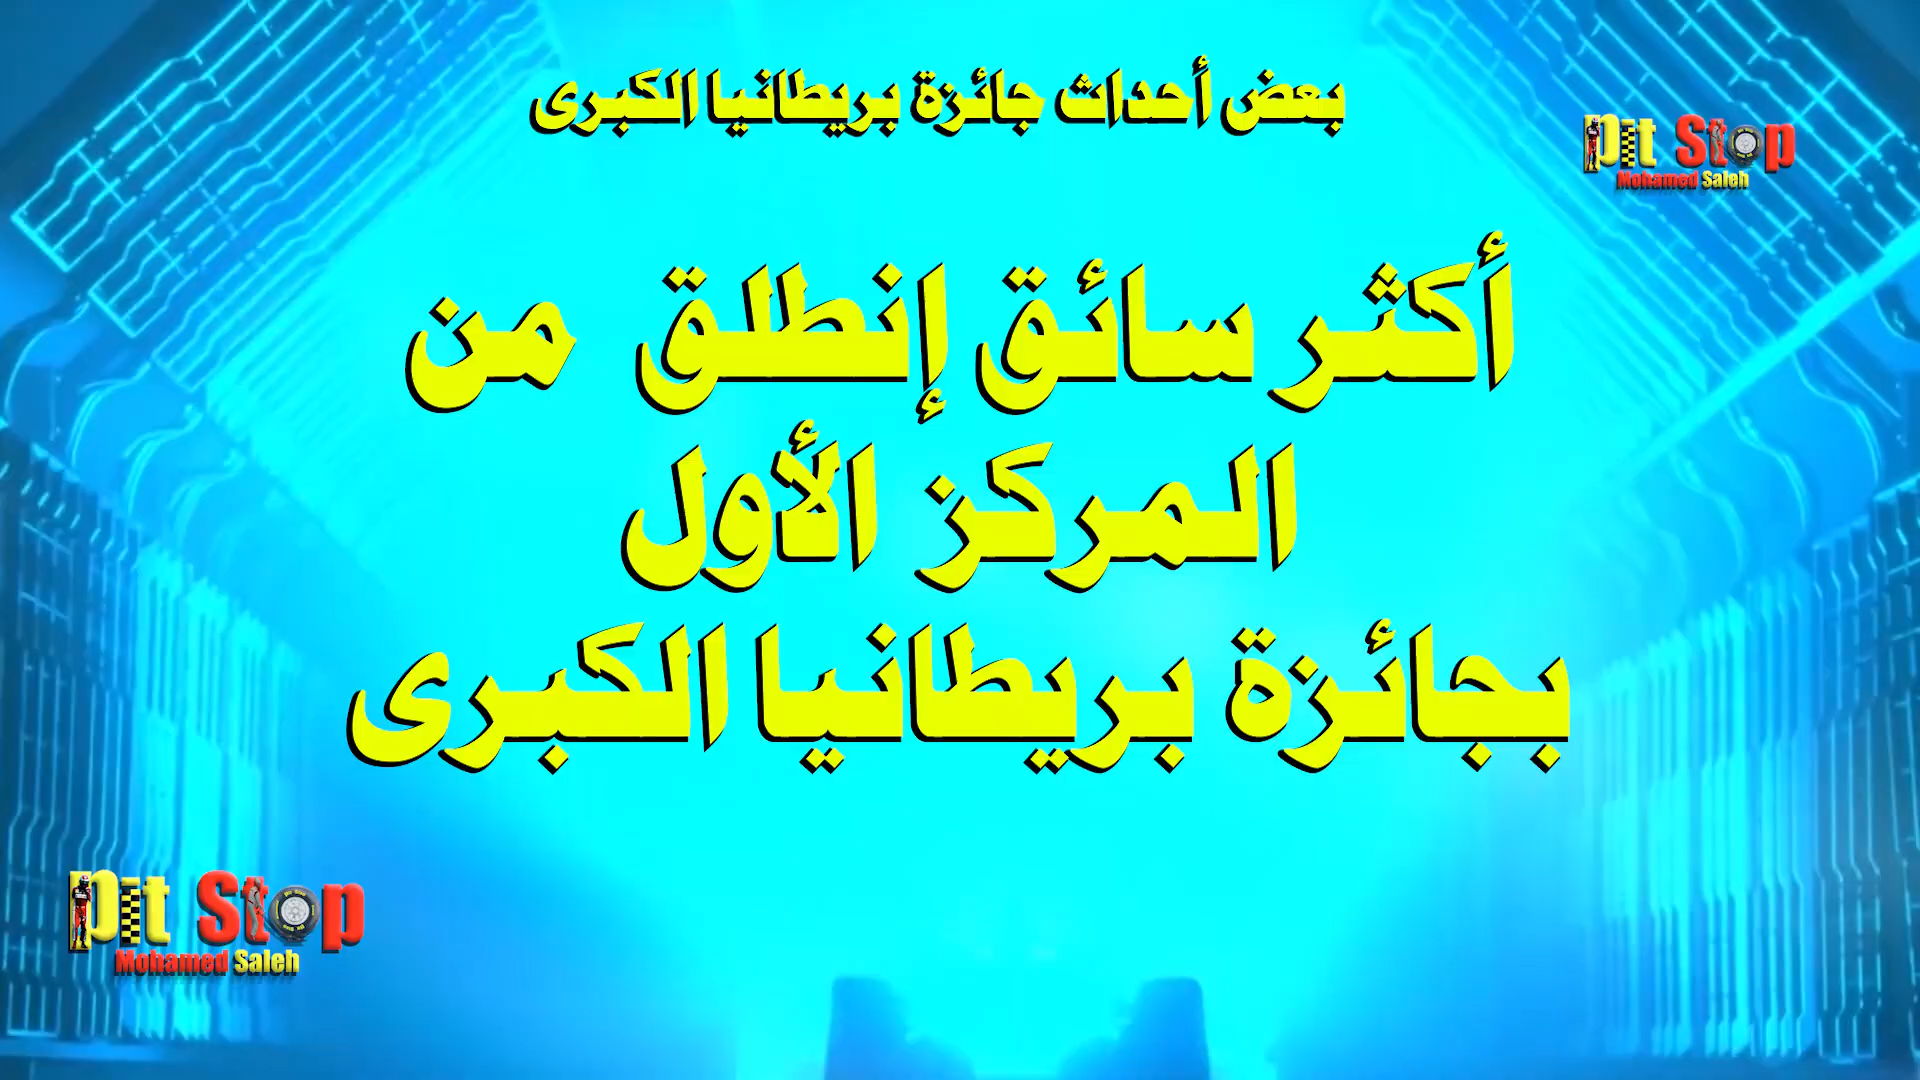 بعض أحداث جائزة بريطانيا الكبرى
Pit Stop
Mohamed Saleh
أكثر سائق إنطلق من
المركز الأول
بجائزة بريطانيا الكبرى
Pit Stop
Mohamed Saleh